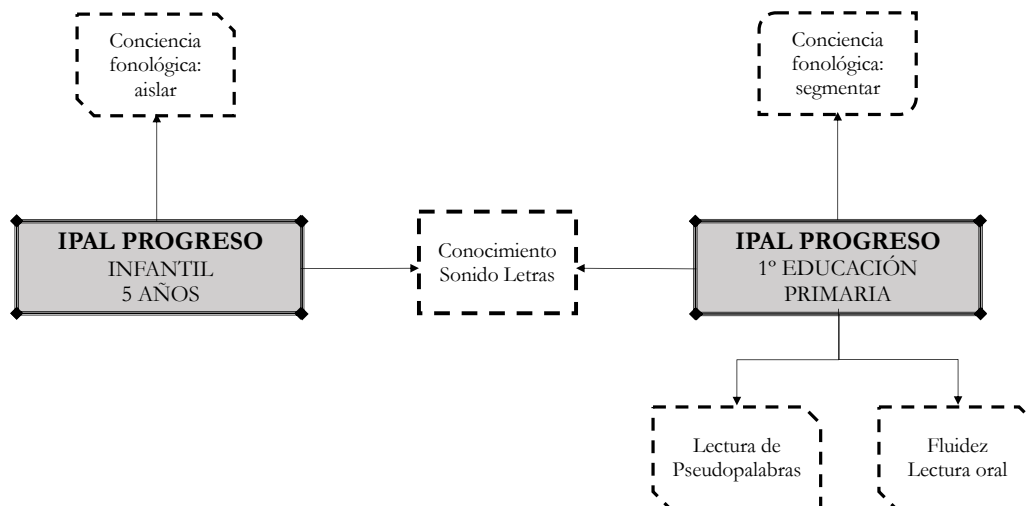 Conciencia
fonológica:
aislar
Conciencia
fonológica:
segmentar
IPAL PROGRESO
INFANTIL
5 AÑOS
Conocimiento
Sonido Letras
IPAL PROGRESO
1º EDUCACIÓN
PRIMARIA
Lectura de
Pseudopalabras
Fluidez
Lectura oral